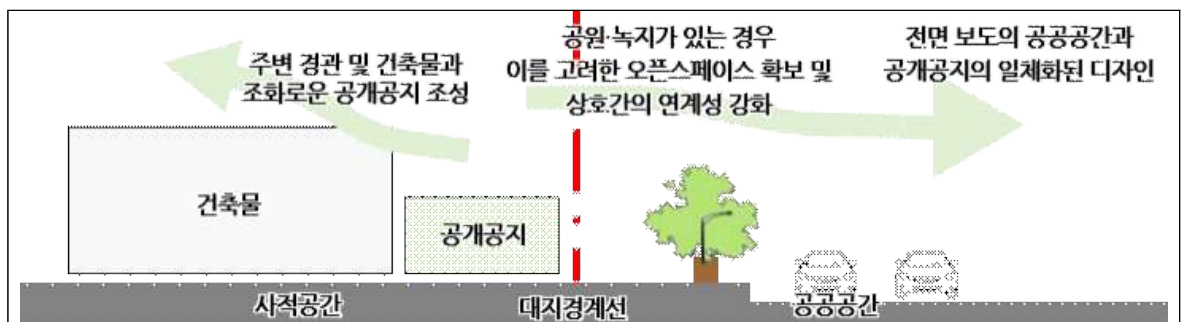 주변 경관 및 건축물과
조화로운 공개공지 조성
공원·녹지가 있는 경우
이를 고려한 오픈스페이스 확보 및
상호간의 연계성 강화
전면 보도의 공공공간과
공개공지의 일체화된 디자인
건축물
공개공지
사적공간
대지경계선
공공공간